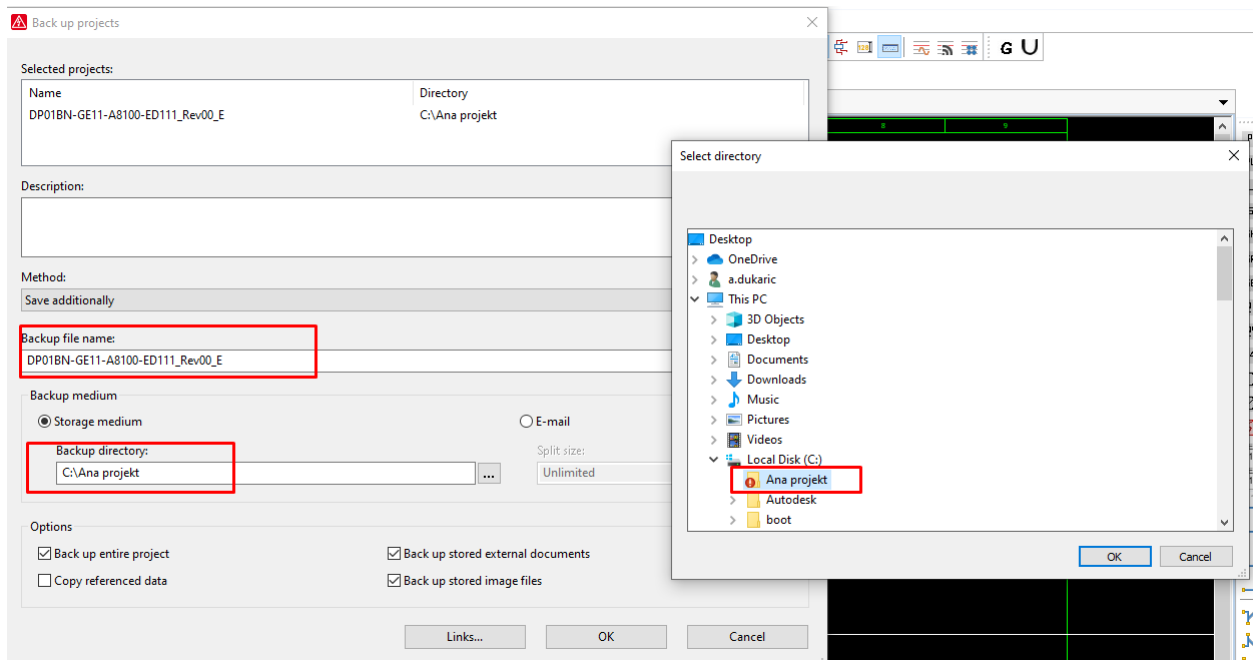 Back up projects
Selected projects:
Name Directory
DP01BN-GE11-A8100-ED111_Rev00_E C:\Ana projekt
Description:
Method:
Save additionally
Backup file name:
DP01BN-GE11-A8100-ED111_Rev00_E
Backup medium
Storage medium E-mail
Backup directory: Split size:
C:\Ana projekt ... Unlimited
Options
Back up entire project Back up stored external documents
Copy referenced data Back up stored image files
Links... OK Cancel
G U
8 9
Select directory
Desktop
OneDrive
a.dukaric
This PC
3D Objects
Desktop
Documents
Downloads
Music
Pictures
Videos
Local Disk (C:)
Ana projekt
Autodesk
boot
OK Cancel